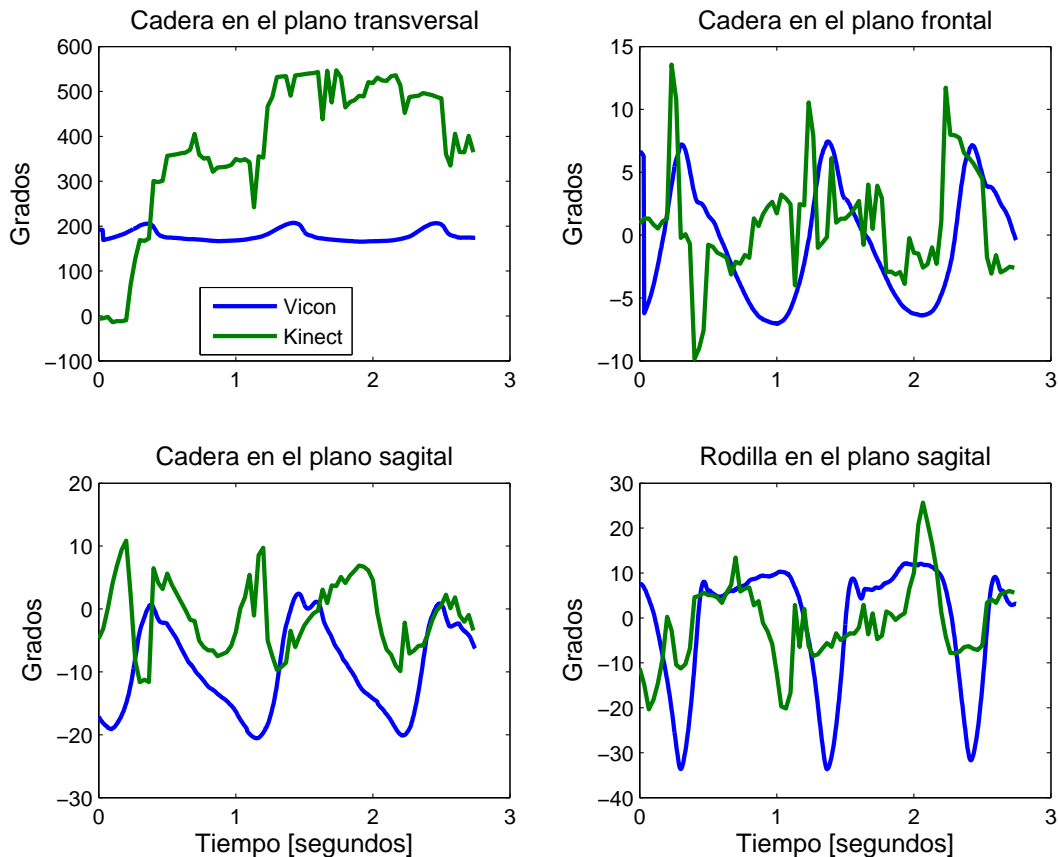 Cadera en el plano transversal
600
500
400
300
200
100
0
−100
0 1 2 3
Grados
Vicon
Kinect
Cadera en el plano frontal
15
10
5
0
−5
−10
0 1 2 3
Grados
Cadera en el plano sagital
20
10
0
−10
−20
−30
0 1 2 3
Grados
Tiempo [segundos]
Rodilla en el plano sagital
30
20
10
0
−10
−20
−30
−40
0 1 2 3
Grados
Tiempo [segundos]